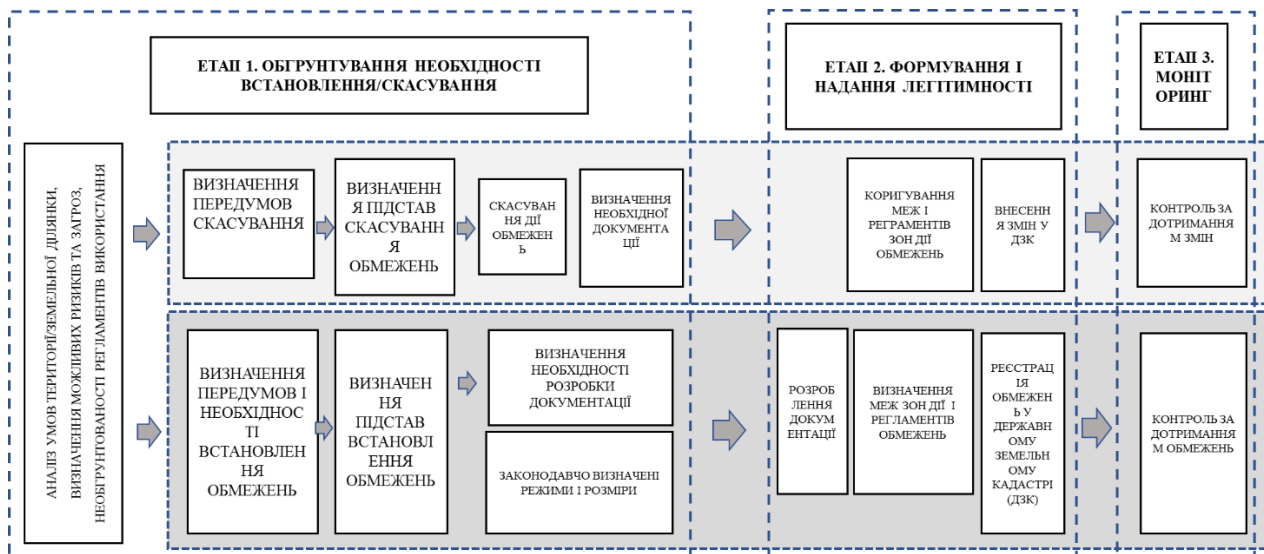 ЕТАП 1. ОБГРУНТУВАННЯ НЕОБХІДНОСТІ
ВСТАНОВЛЕННЯ/СКАСУВАННЯ
ЕТАП 2. ФОРМУВАННЯ І
НАДАННЯ ЛЕГІТИМНОСТІ
ЕТАП 3.
МОНІТ
ОРИНГ
АНАЛІЗ УМОВ ТЕРИТОРІЇ/ЗЕМЕЛЬНОЇ ДІЛЯНКИ,
ВИЗНАЧЕННЯ МОЖЛИВИХ РИЗИКІВ ТА ЗАГРОЗ,
НЕОБГРУНТОВАНОСТІ РЕГЛАМЕНТІВ ВИКОРИСТАННЯ
ВИЗНАЧЕННЯ
ПЕРЕДУМОВ
СКАСУВАННЯ
ВИЗНАЧЕНН
Я ПІДСТАВ
СКАСУВАНН
Я
ОБМЕЖЕНЬ
СКАСУВАН
НЯ ДІЇ
ОБМЕЖЕН
Ь
ВИЗНАЧЕННЯ
НЕОБХІДНОЇ
ДОКУМЕНТА
ЦІЇ
КОРИГУВАННЯ
МЕЖ І
РЕГРАМЕНТІВ
ЗОН ДІЇ
ОБМЕЖЕНЬ
ВНЕСЕНН
Я ЗМІН У
ДЗК
КОНТРОЛЬ ЗА
ДОТРИМАННЯ
М ЗМІН
ВИЗНАЧЕННЯ
ПЕРЕДУМОВ І
НЕОБХІДНОС
ТІ
ВСТАНОВЛЕН
НЯ
ОБМЕЖЕНЬ
ВИЗНАЧЕН
НЯ
ПІДСТАВ
ВСТАНОВЛ
ЕННЯ
ОБМЕЖЕНЬ
ВИЗНАЧЕННЯ
НЕОБХІДНОСТІ
РОЗРОБКИ
ДОКУМЕНТАЦІЇ
ЗАКОНОДАВЧО ВИЗНАЧЕНІ
РЕЖИМИ І РОЗМІРИ
РОЗРОБ
ЛЕННЯ
ДОКУМ
ЕНТАЦІЇ
ВИЗНАЧЕННЯ
МЕЖ ЗОН ДІЇ І
РЕГЛАМЕНТІВ
ОБМЕЖЕНЬ
РЕЄСТРАЦ
ІЯ
ОБМЕЖЕН
Ь У
ДЕРЖАВН
ОМУ
ЗЕМЕЛЬН
ОМУ
КАДАСТРІ
(ДЗК)
КОНТРОЛЬ ЗА
ДОТРИМАННЯ
М ОБМЕЖЕНЬ